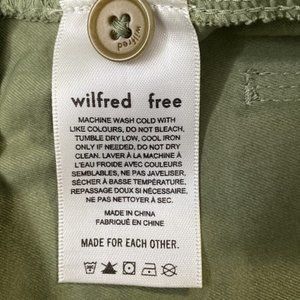 wilfred
wilfred free
MACHINE WASH COLD WITH
LIKE COLOURS, DO NOT BLEACH,
TUMBLE DRY LOW, COOL IRON
ONLY IF NEEDED, DO NOT DRY
CLEAN. LAVER À LA MACHINE À
L'EAU FROIDE AVEC COULEURS
SEMBLABLES, NE PAS JAVELISER,
SÉCHER À BASSE TEMPÉRATURE,
REPASSAGE DOUX SI NÉCESSAIRE,
NE PAS NETTOYER À SEC.
MADE IN CHINA
FABRIQUÉ EN CHINE
MADE FOR EACH OTHER.